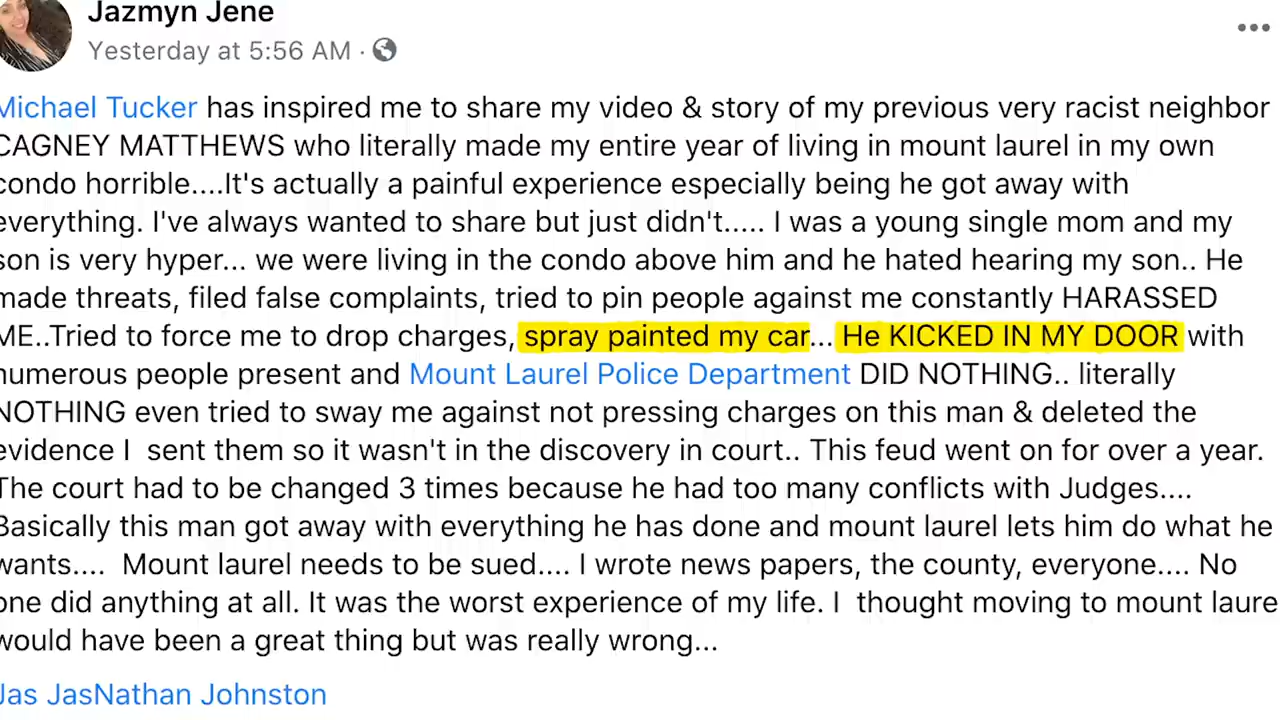 Jazmyn Jene
Yesterday at 5:56 AM ·
Michael Tucker has inspired me to share my video & story of my previous very racist neighbor
CAGNEY MATTHEWS who literally made my entire year of living in mount laurel in my own
condo horrible....It's actually a painful experience especially being he got away with
everything. I've always wanted to share but just didn't..... I was a young single mom and my
son is very hyper... we were living in the condo above him and he hated hearing my son.. He
made threats, filed false complaints, tried to pin people against me constantly HARASSED
ME..Tried to force me to drop charges, spray painted my car... He KICKED IN MY DOOR with
numerous people present and Mount Laurel Police Department DID NOTHING.. literally
NOTHING even tried to sway me against not pressing charges on this man & deleted the
evidence I  sent them so it wasn't in the discovery in court.. This feud went on for over a year.
The court had to be changed 3 times because he had too many conflicts with Judges....
Basically this man got away with everything he has done and mount laurel lets him do what he
wants....  Mount laurel needs to be sued.... I wrote news papers, the county, everyone.... No
one did anything at all. It was the worst experience of my life. I  thought moving to mount laure
would have been a great thing but was really wrong...
Jas JasNathan Johnston